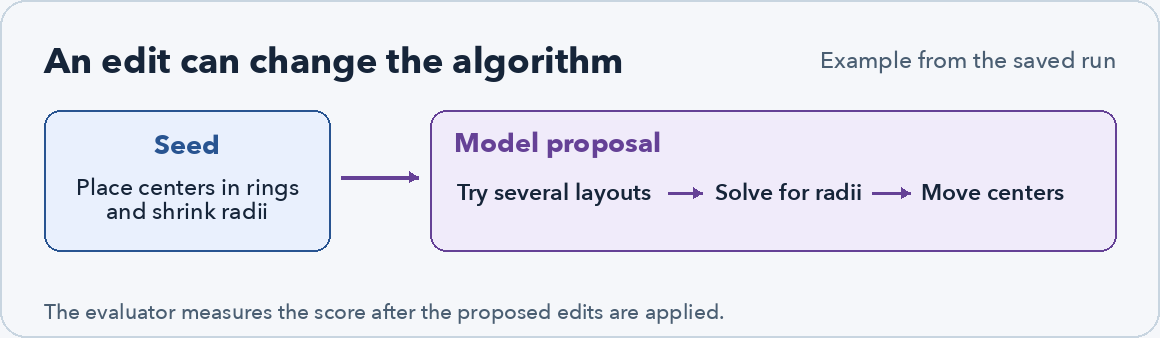 An edit can change the algorithm
Example from the saved run
Seed
Place centers in rings
and shrink radii
Model proposal
Try several layouts
Solve for radii
Move centers
The evaluator measures the score after the proposed edits are applied.